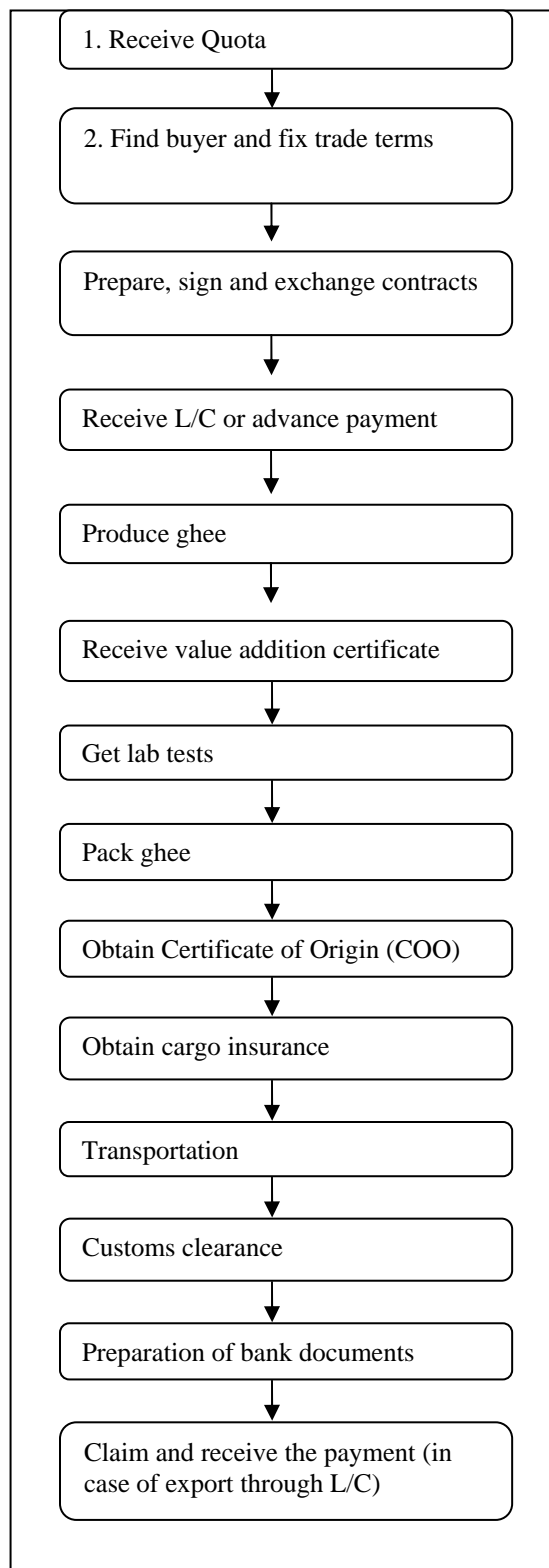 1. Receive Quota
2. Find buyer and fix trade terms
Prepare, sign and exchange contracts
Receive L/C or advance payment
Produce ghee
Receive value addition certificate
Get lab tests
Pack ghee
Obtain Certificate of Origin (COO)
Obtain cargo insurance
Transportation
Customs clearance
Preparation of bank documents
Claim and receive the payment (in
case of export through L/C)